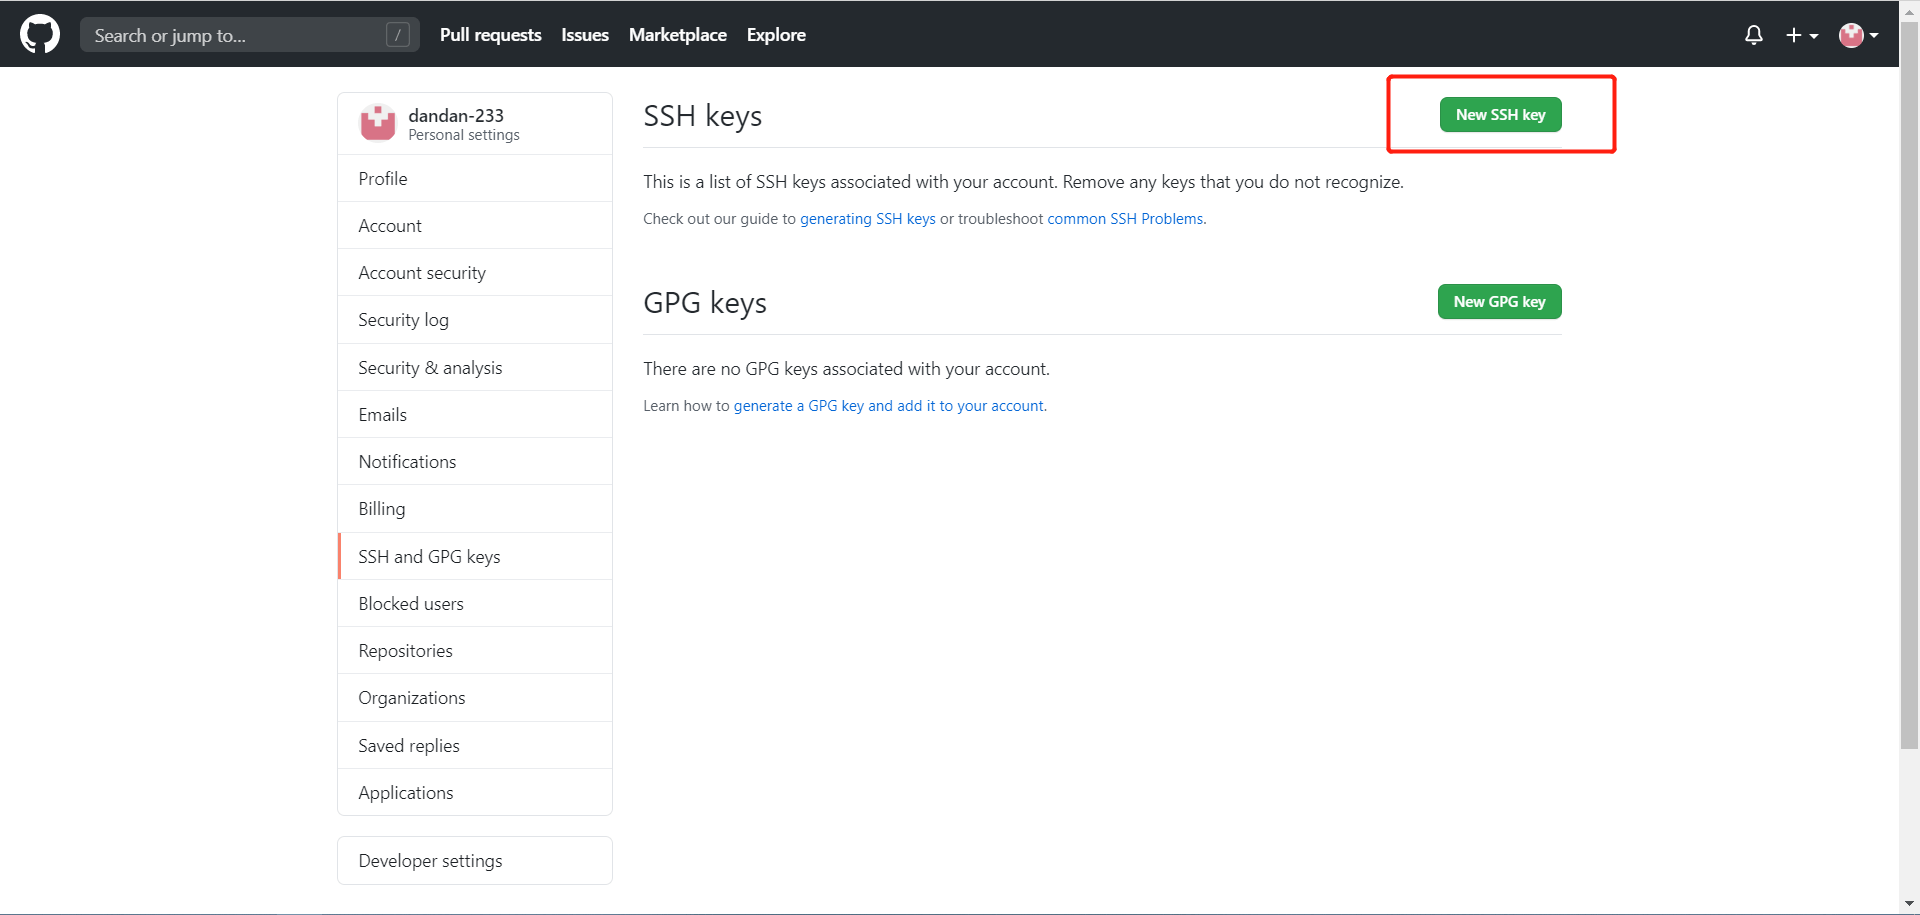 Search or jump to... /
Pull requests Issues Marketplace Explore
dandan-233
Personal settings
Profile
Account
Account security
Security log
Security & analysis
Emails
Notifications
Billing
SSH and GPG keys
Blocked users
Repositories
Organizations
Saved replies
Applications
Developer settings
SSH keys
New SSH key
This is a list of SSH keys associated with your account. Remove any keys that you do not recognize.
Check out our guide to generating SSH keys or troubleshoot common SSH Problems.
GPG keys
New GPG key
There are no GPG keys associated with your account.
Learn how to generate a GPG key and add it to your account.